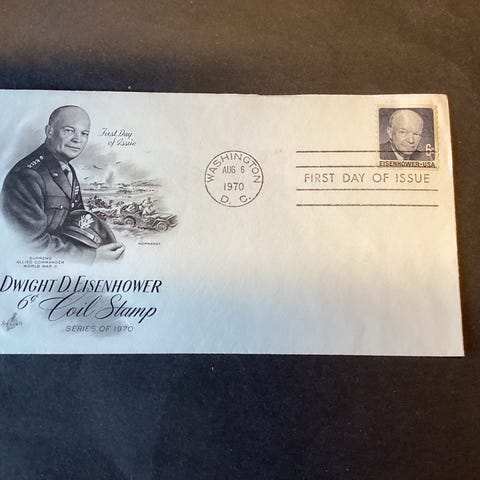 First Day
of Issue
NORMANDY
SUPREME
ALLIED COMMANDER
WORLD WAR II
DWIGHT D. EISENHOWER
6¢ Coil Stamp
SERIES OF 1970
ArtCraft
WASHINGTON
AUG 6
1970
D. C.
6¢
EISENHOWER·USA
FIRST DAY OF ISSUE